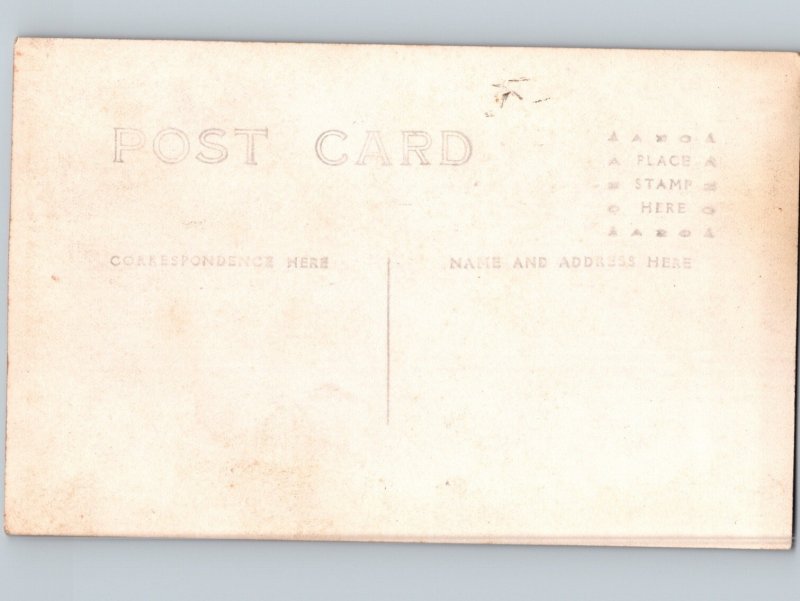 POST CARD
A A Z O A
A PLACE A
Z STAMP Z
O HERE O
A A Z O A
CORRESPONDENCE HERE
NAME AND ADDRESS HERE